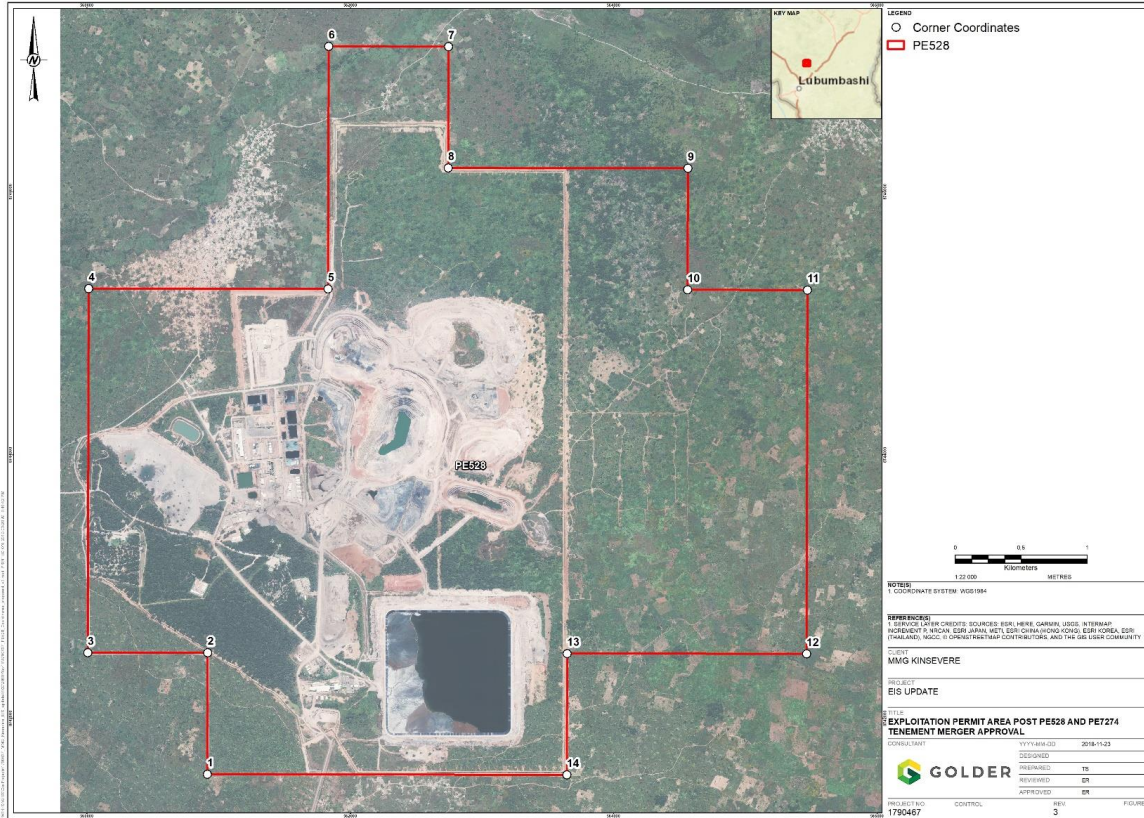 6
7
KEY MAP
Lubumbashi
LEGEND
Corner Coordinates
PE528
N
8
9
4
5
10
11
PE528
3
2
13
12
1
14
0 0,5 1
Kilometers
1:22 000 METRES
NOTE(S)
1. COORDINATE SYSTEM: WGS1984
REFERENCE(S)
1. SERVICE LAYER CREDITS: SOURCES: ESRI, HERE, GARMIN, USGS, INTERMAP
INCREMENT P, NRCAN, ESRI JAPAN, METI, ESRI CHINA (HONG KONG), ESRI KOREA, ESRI
(THAILAND), NGCC, © OPENSTREETMAP CONTRIBUTORS, AND THE GIS USER COMMUNITY
CLIENT
MMG KINSEVERE
PROJECT
EIS UPDATE
TITLE
EXPLOITATION PERMIT AREA POST PE528 AND PE7274
TENEMENT MERGER APPROVAL
CONSULTANT
YYYY-MM-DD 2018-11-23
DESIGNED
PREPARED TB
REVIEWED ER
APPROVED ER
GOLDER
PROJECT NO CONTROL REV. FIGURE
1790467 3